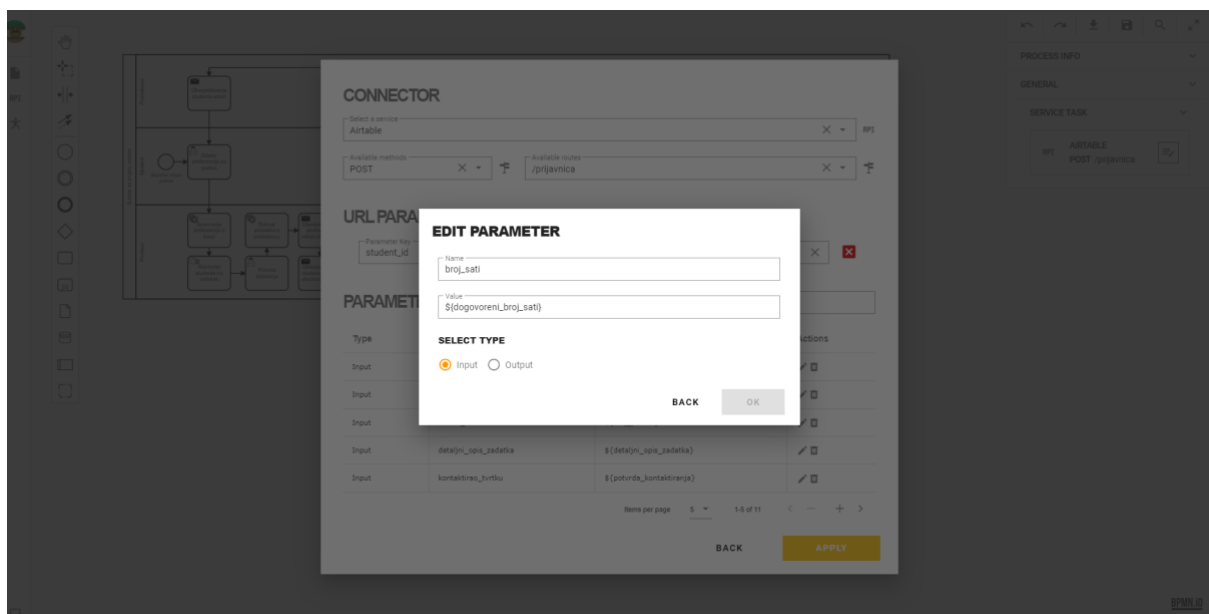 PROCESS INFO
GENERAL
SERVICE TASK
API
AIRTABLE
POST /prijavnica
CONNECTOR
Select a service
Airtable
API
Available methods
POST
Available routes
/prijavnica
URL PARA
Parameter Key
student_id
EDIT PARAMETER
Name
broj_sati
Value
${dogovoreni_broj_sati}
SELECT TYPE
Input Output
BACK OK
PARAMET
Type ctions
Input
Input
Input
Input detaljni_opis_zadatka ${detaljni_opis_zadatka}
Input kontaktirao_tvrtku ${potvrda_kontaktiranja}
Items per page 5 1-5 of 11
BACK APPLY
BPMN.iO